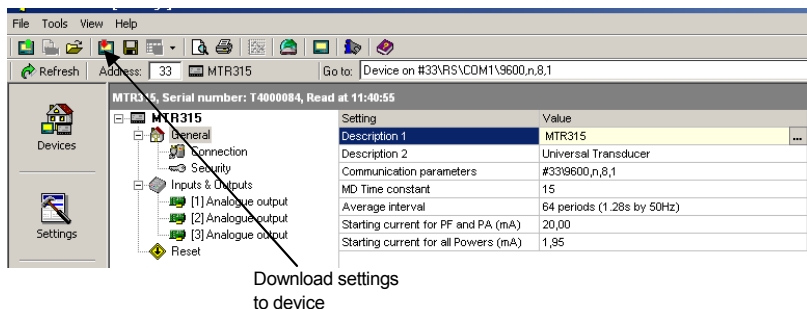 File Tools View Help
Refresh Address: 33 MTR315 Go to: Device on #33\RS\COM1\9600,n,8,1
MTR315, Serial number: T4000084, Read at 11:40:55
Devices
Settings
MTR315
General
Connection
Security
Inputs & Outputs
[1] Analogue output
[2] Analogue output
[3] Analogue output
Reset
Setting Value
Description 1 MTR315 ...
Description 2 Universal Transducer
Communication parameters #33\9600,n,8,1
MD Time constant 15
Average interval 64 periods (1.28s by 50Hz)
Starting current for PF and PA (mA) 20,00
Starting current for all Powers (mA) 1,95
Download settings
to device